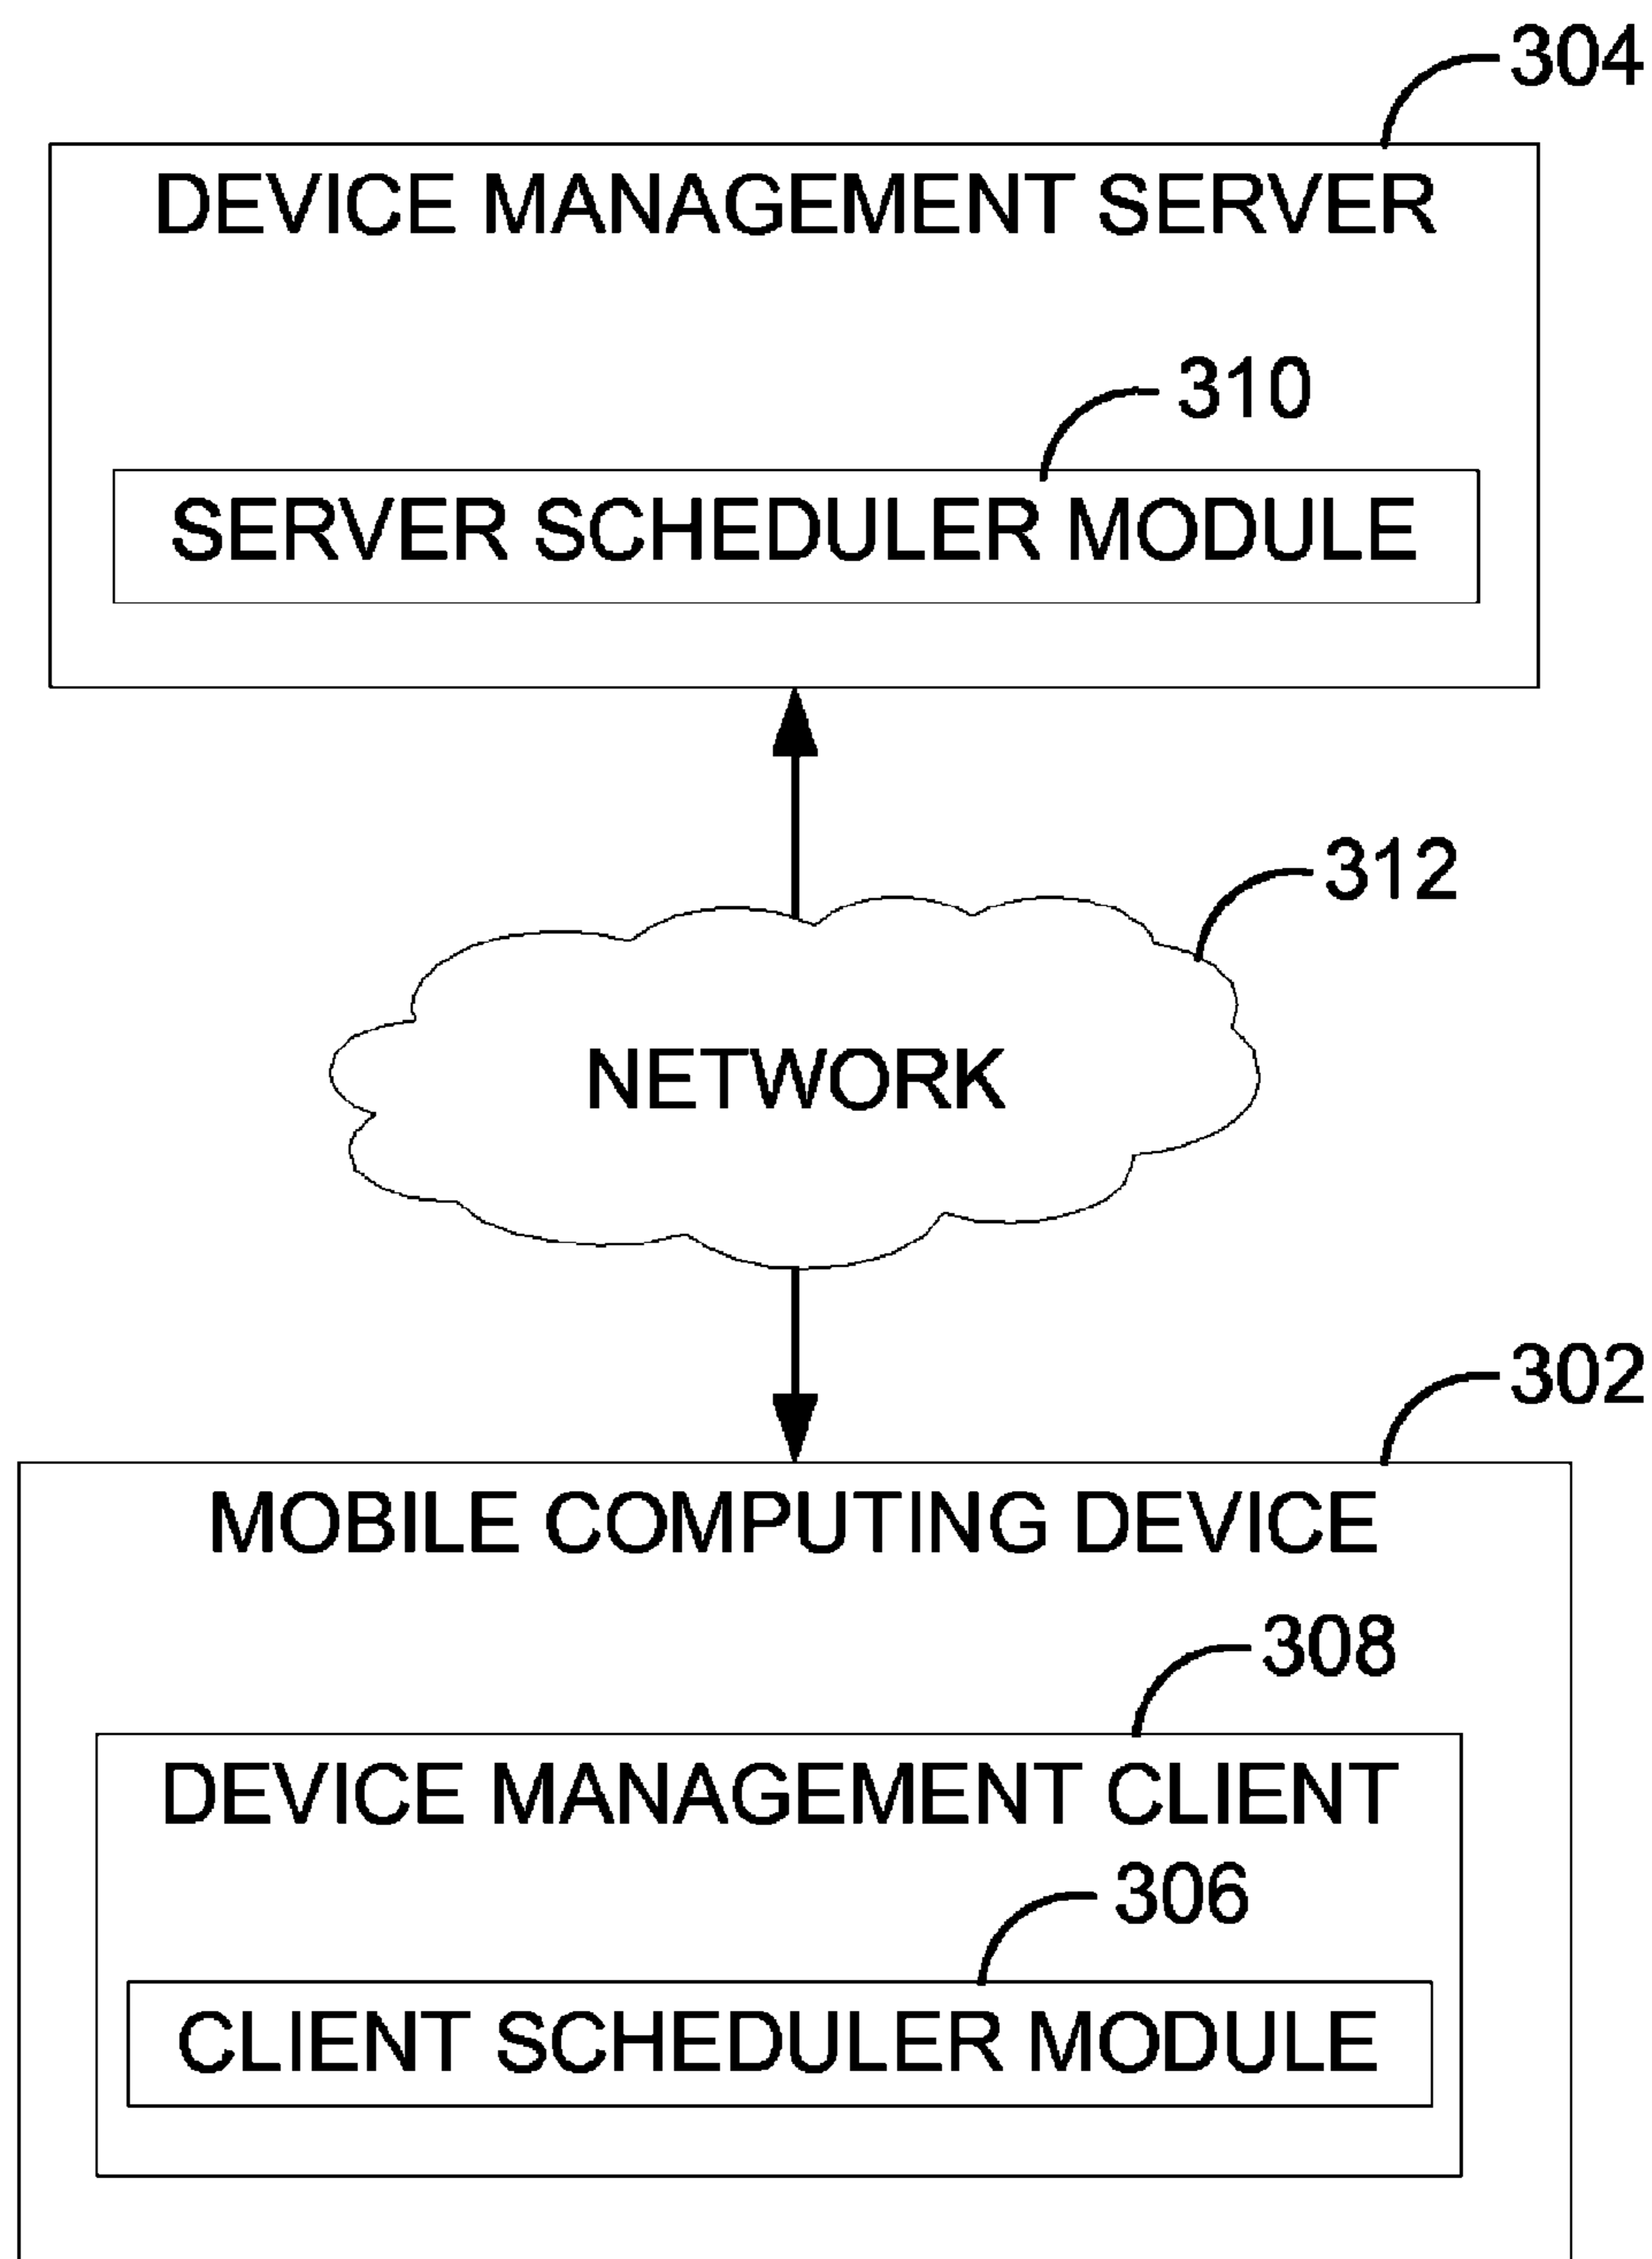 304
DEVICE MANAGEMENT SERVER
310
SERVER SCHEDULER MODULE
312
NETWORK
302
MOBILE COMPUTING DEVICE
308
DEVICE MANAGEMENT CLIENT
306
CLIENT SCHEDULER MODULE